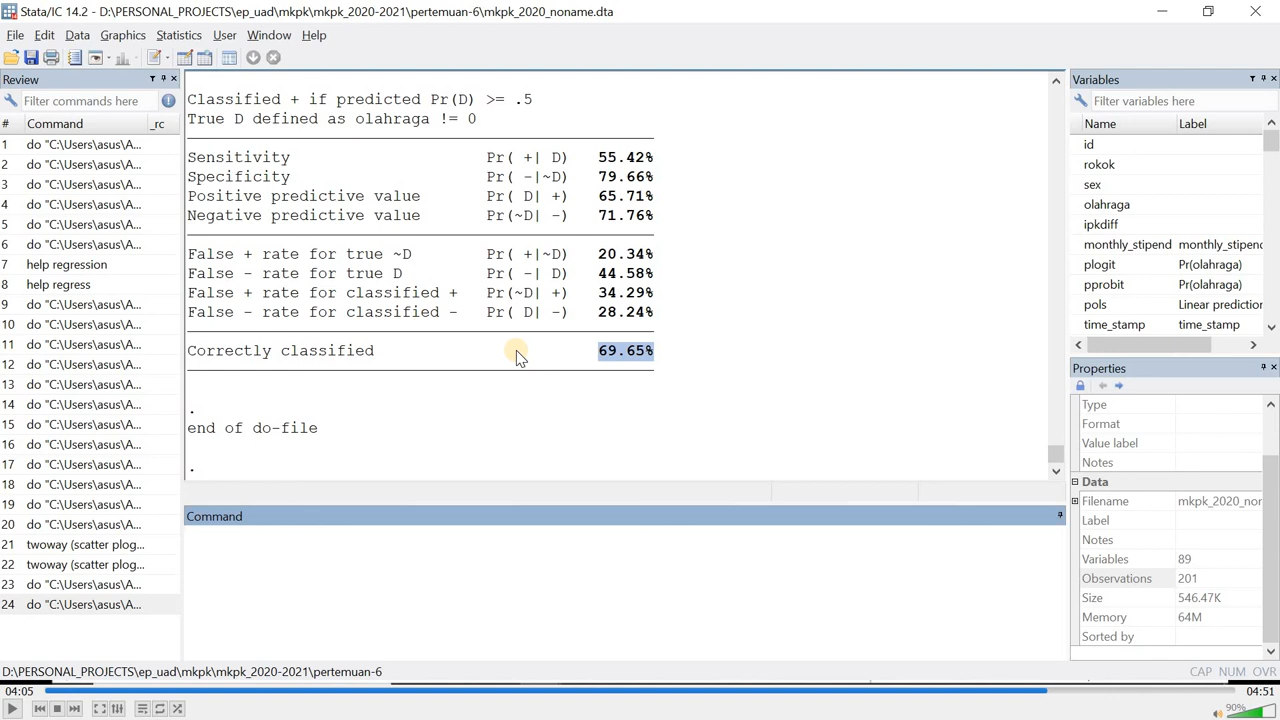 Stata/IC 14.2 - D:\PERSONAL_PROJECTS\ep_uad\mkpk\mkpk_2020-2021\pertemuan-6\mkpk_2020_noname.dta
File Edit Data Graphics Statistics User Window Help
Review
Filter commands here
# Command _rc
1 do "C:\Users\asus\A...
2 do "C:\Users\asus\A...
3 do "C:\Users\asus\A...
4 do "C:\Users\asus\A...
5 do "C:\Users\asus\A...
6 do "C:\Users\asus\A...
7 help regression
8 help regress
9 do "C:\Users\asus\A...
10 do "C:\Users\asus\A...
11 do "C:\Users\asus\A...
12 do "C:\Users\asus\A...
13 do "C:\Users\asus\A...
14 do "C:\Users\asus\A...
15 do "C:\Users\asus\A...
16 do "C:\Users\asus\A...
17 do "C:\Users\asus\A...
18 do "C:\Users\asus\A...
19 do "C:\Users\asus\A...
20 do "C:\Users\asus\A...
21 twoway (scatter plog...
22 twoway (scatter plog...
23 do "C:\Users\asus\A...
24 do "C:\Users\asus\A...
Classified + if predicted Pr(D) >= .5
True D defined as olahraga != 0
Sensitivity Pr( +| D) 55.42%
Specificity Pr( -|~D) 79.66%
Positive predictive value Pr( D| +) 65.71%
Negative predictive value Pr(~D| -) 71.76%
False + rate for true ~D Pr( +|~D) 20.34%
False - rate for true D Pr( -| D) 44.58%
False + rate for classified + Pr(~D| +) 34.29%
False - rate for classified - Pr( D| -) 28.24%
Correctly classified 69.65%
.
end of do-file
.
Command
Variables
Filter variables here
Name Label
id
rokok
sex
olahraga
ipkdiff
monthly_stipend monthly_stipenc
plogit Pr(olahraga)
pprobit Pr(olahraga)
pols Linear predictior
time_stamp time_stamp
Properties
Type
Format
Value label
Notes
Data
Filename mkpk_2020_nor
Label
Notes
Variables 89
Observations 201
Size 546.47K
Memory 64M
Sorted by
D:\PERSONAL_PROJECTS\ep_uad\mkpk\mkpk_2020-2021\pertemuan-6
CAP NUM OVR
04:05 04:51
90%